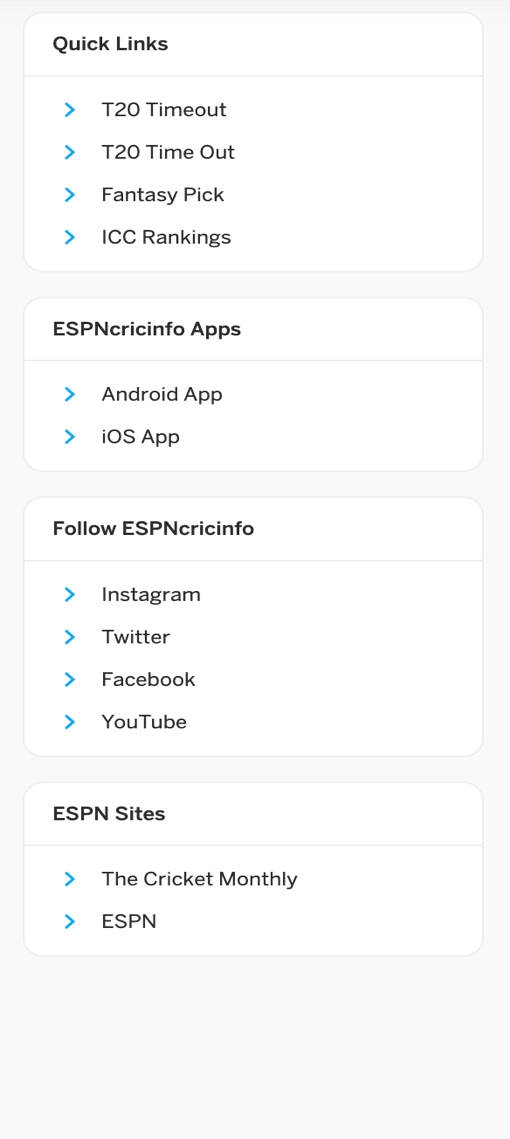 Quick Links
T20 Timeout
T20 Time Out
Fantasy Pick
ICC Rankings
ESPNcricinfo Apps
Android App
iOS App
Follow ESPNcricinfo
Instagram
Twitter
Facebook
YouTube
ESPN Sites
The Cricket Monthly
ESPN